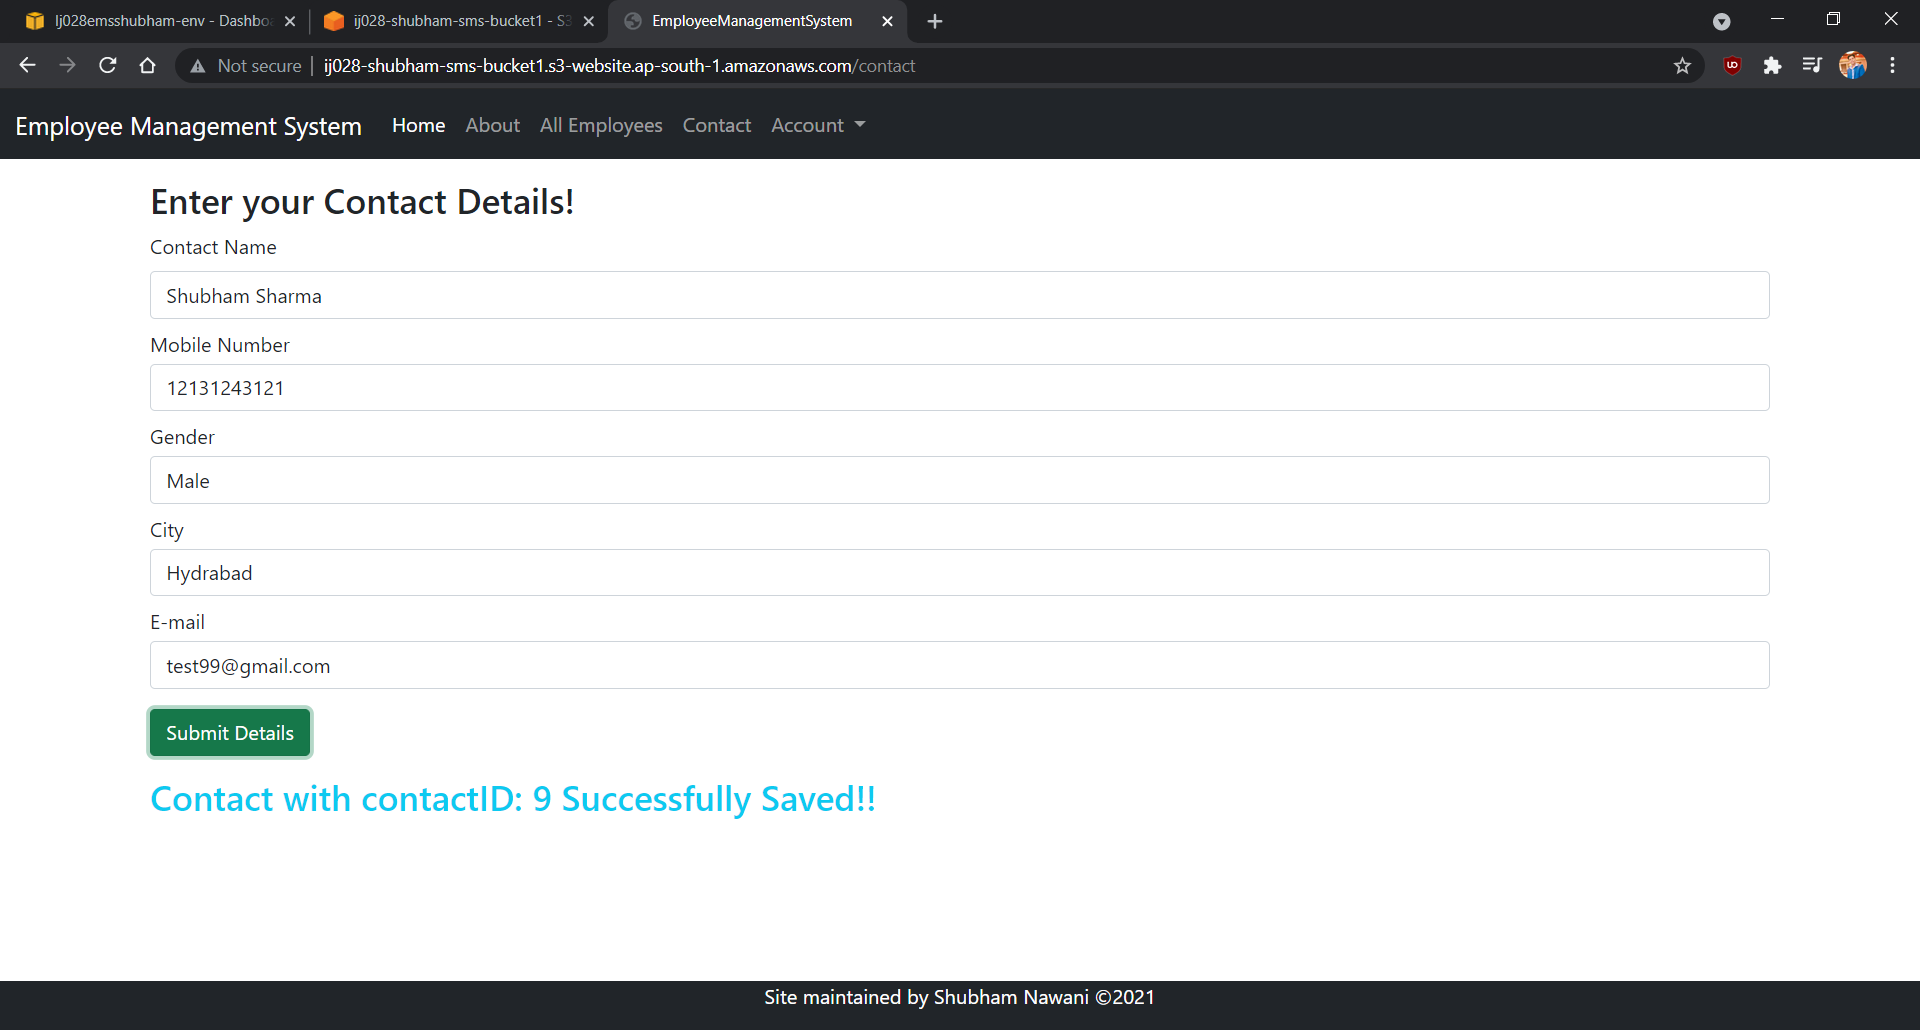 Ij028emsshubham-env - Dashboa
ij028-shubham-sms-bucket1 - S3
EmployeeManagementSystem
Not secure
ij028-shubham-sms-bucket1.s3-website.ap-south-1.amazonaws.com/contact
Employee Management System
Home
About
All Employees
Contact
Account
Enter your Contact Details!
Contact Name
Shubham Sharma
Mobile Number
12131243121
Gender
Male
City
Hydrabad
E-mail
test99@gmail.com
Submit Details
Contact with contactID: 9 Successfully Saved!!
Site maintained by Shubham Nawani ©2021